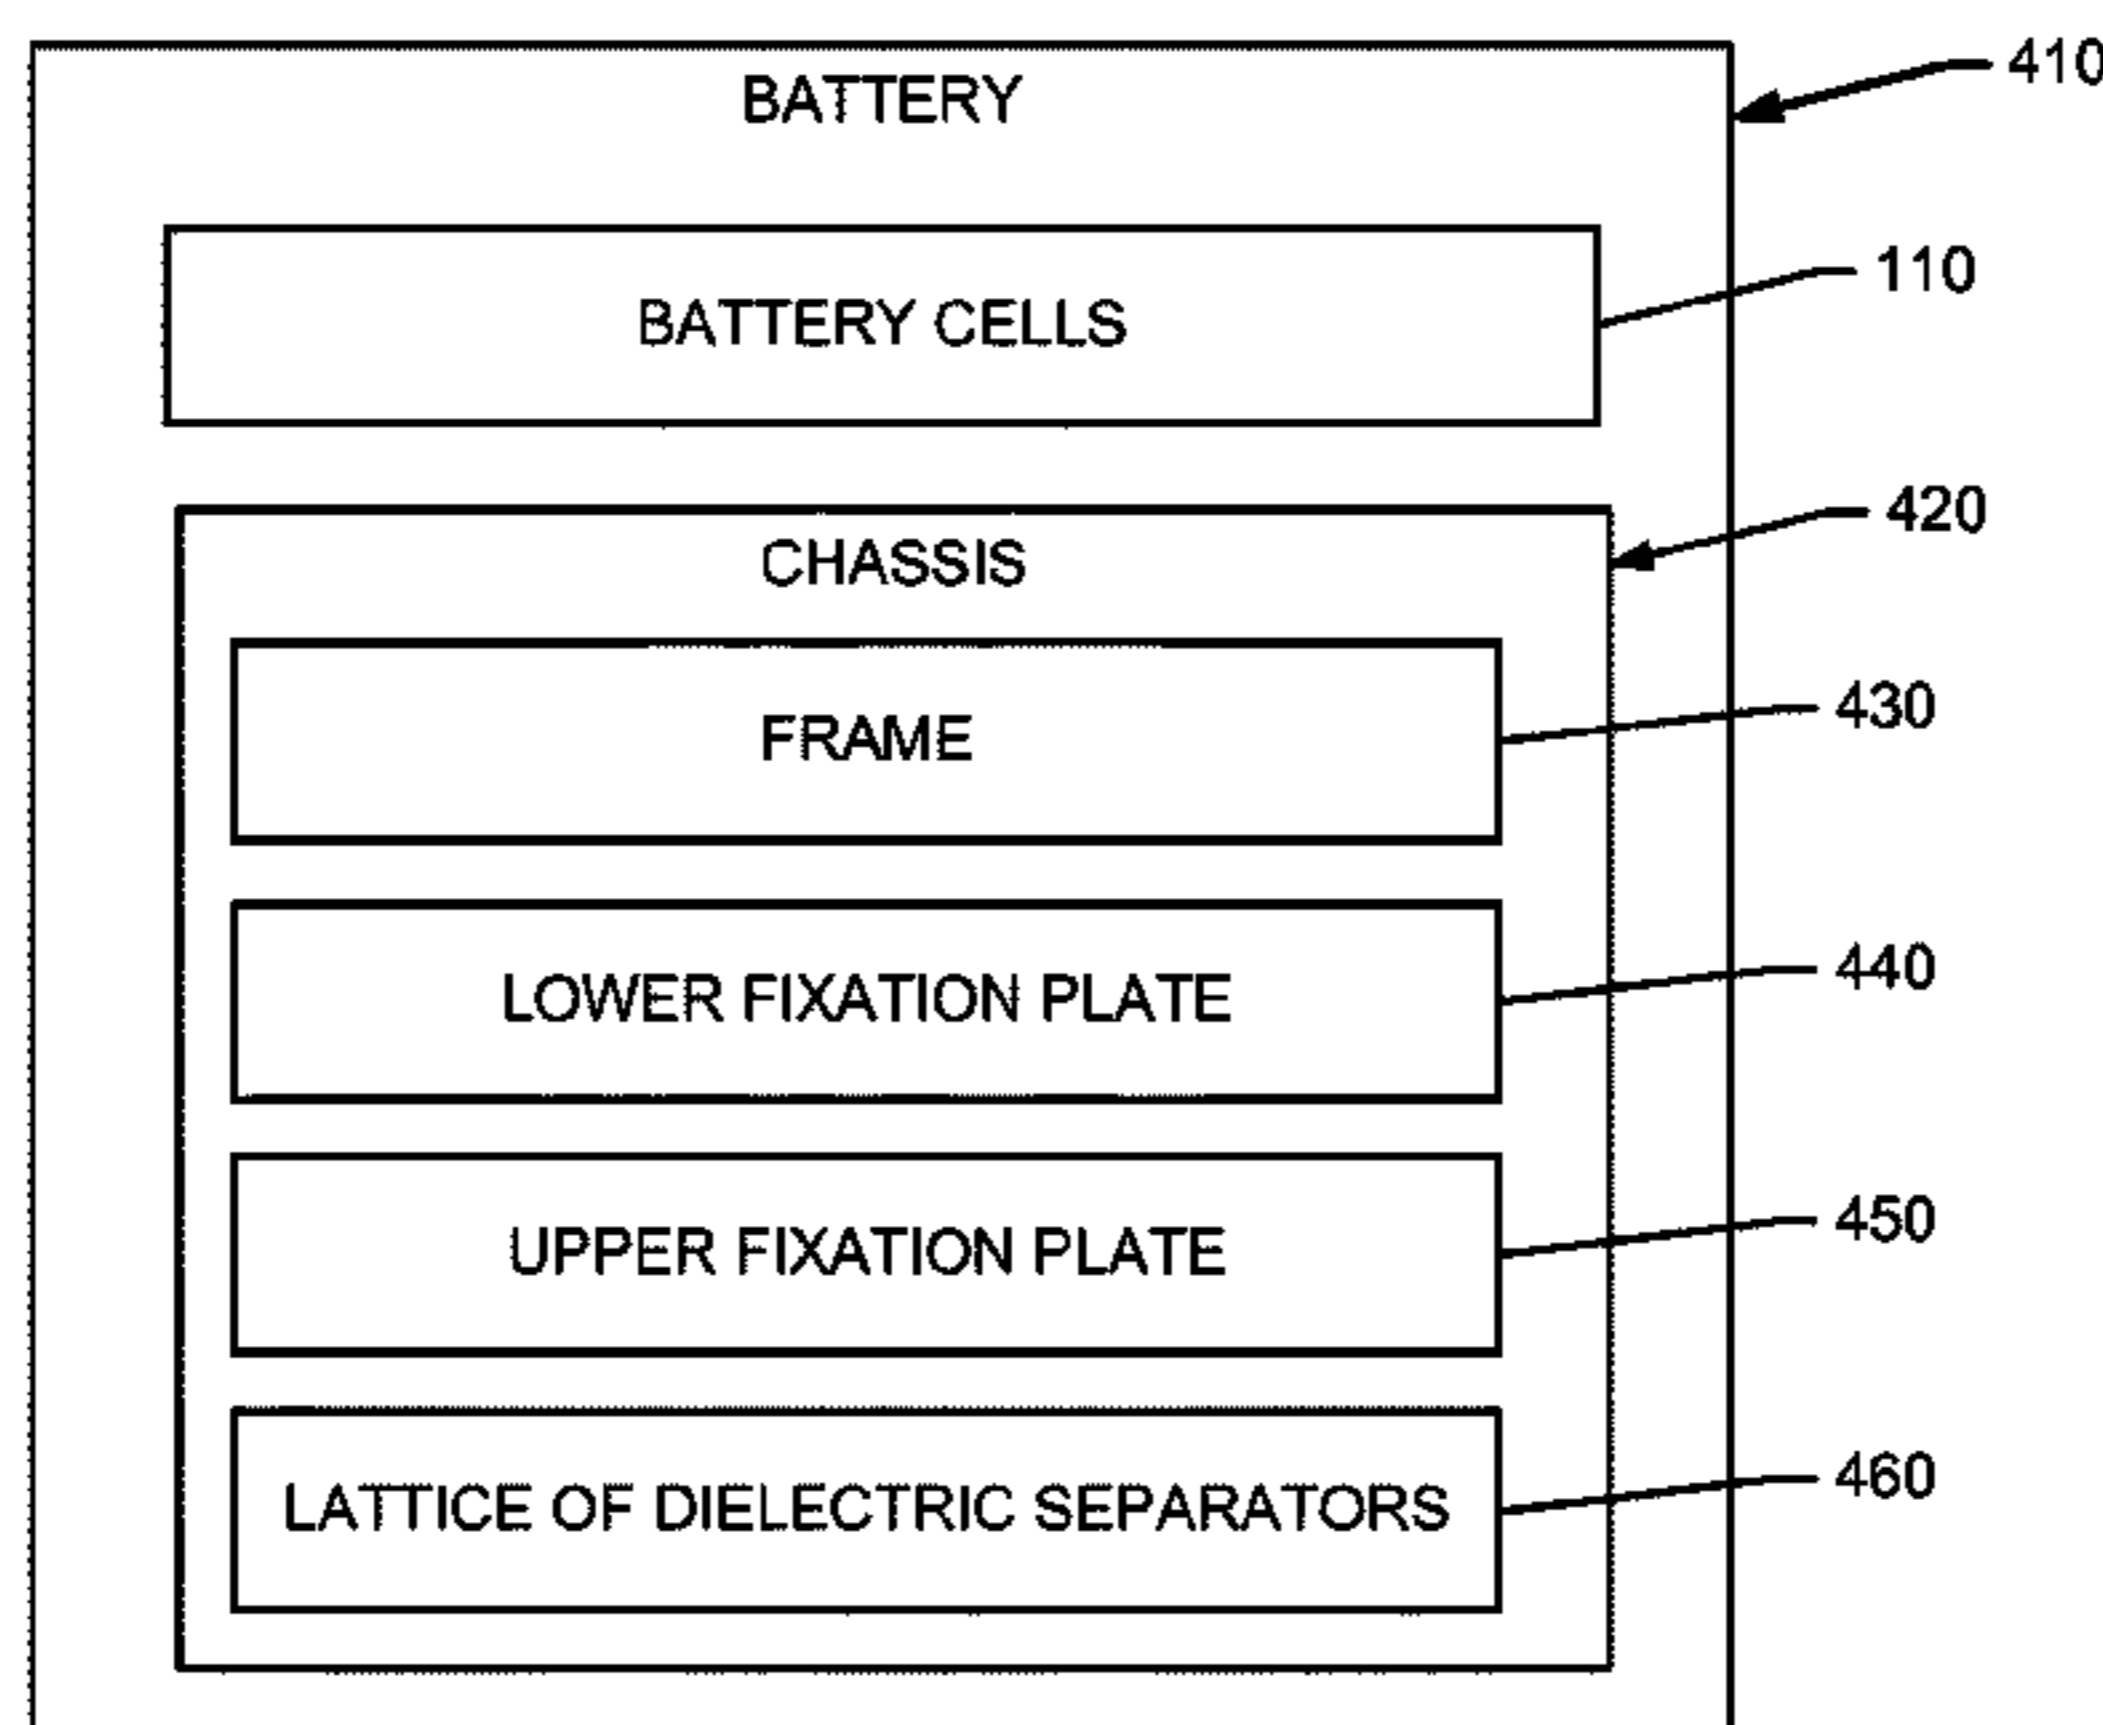 BATTERY
410
BATTERY CELLS
110
CHASSIS
420
FRAME
430
LOWER FIXATION PLATE
440
UPPER FIXATION PLATE
450
LATTICE OF DIELECTRIC SEPARATORS
460